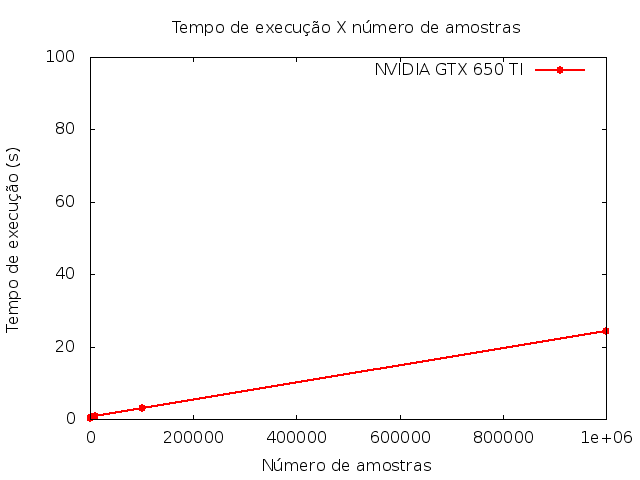 Tempo de execução X número de amostras
NVIDIA GTX 650 TI
Tempo de execução (s)
100
80
60
40
20
0
0 200000 400000 600000 800000 1e+06
Número de amostras